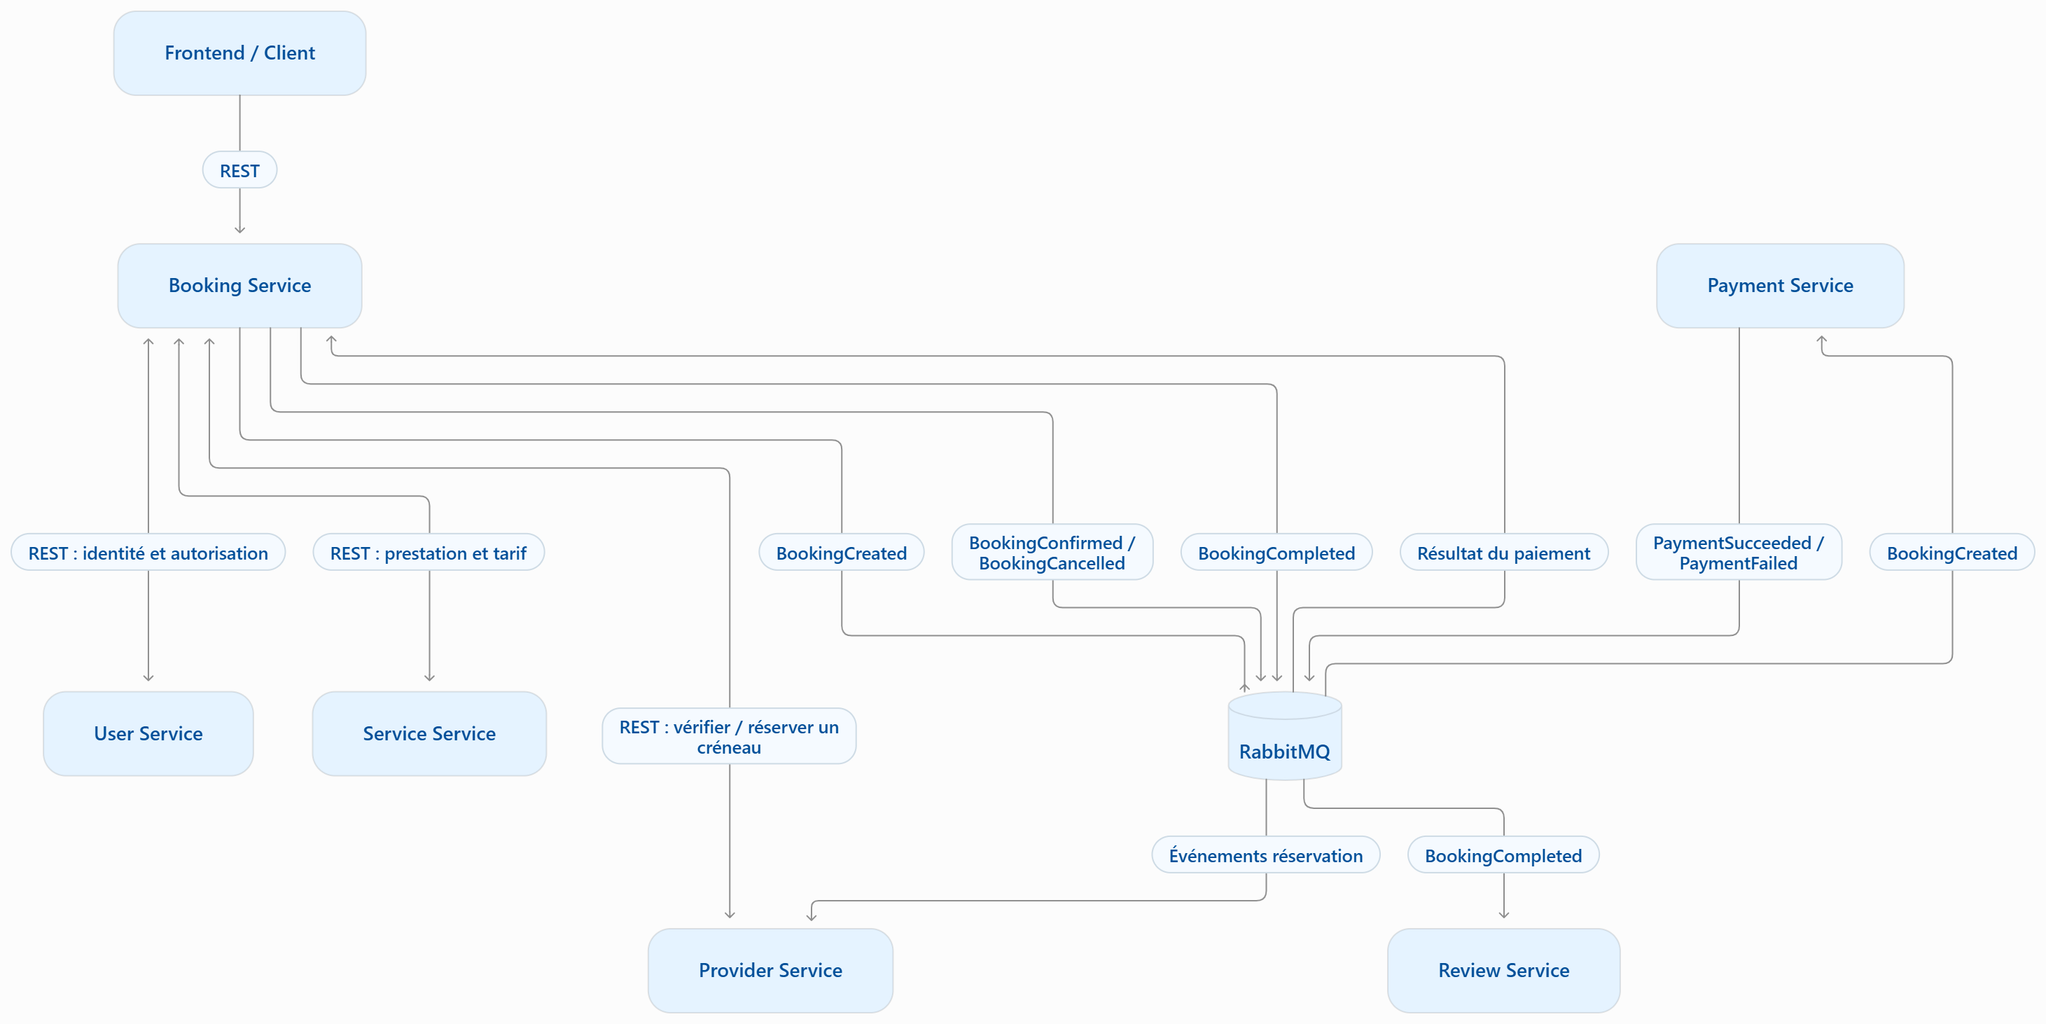 Frontend / Client
REST
Booking Service
Payment Service
REST : identité et autorisation
REST : prestation et tarif
BookingCreated
BookingConfirmed /
BookingCancelled
BookingCompleted
Résultat du paiement
PaymentSucceeded /
PaymentFailed
BookingCreated
User Service
Service Service
REST : vérifier / réserver un
créneau
RabbitMQ
Événements réservation
BookingCompleted
Provider Service
Review Service